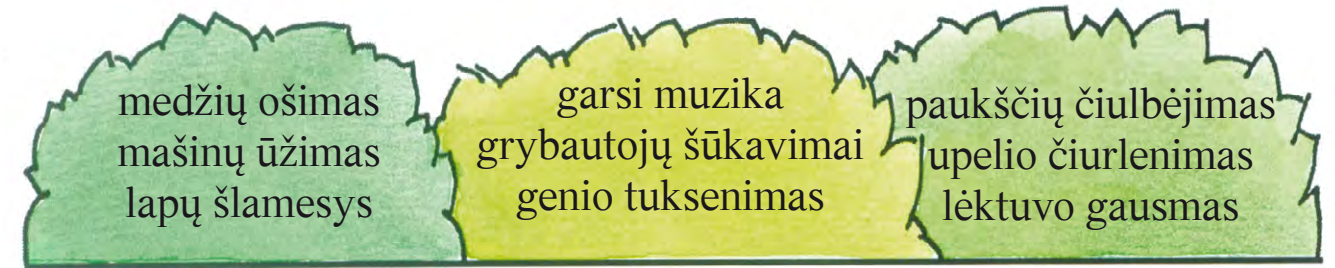 medžių ošimas
mašinų ūžimas
lapų šlamesys
garsi muzika
grybautojų šūkavimai
genio tuksenimas
paukščių čiulbėjimas
upelio čiurlenimas
lėktuvo gausmas